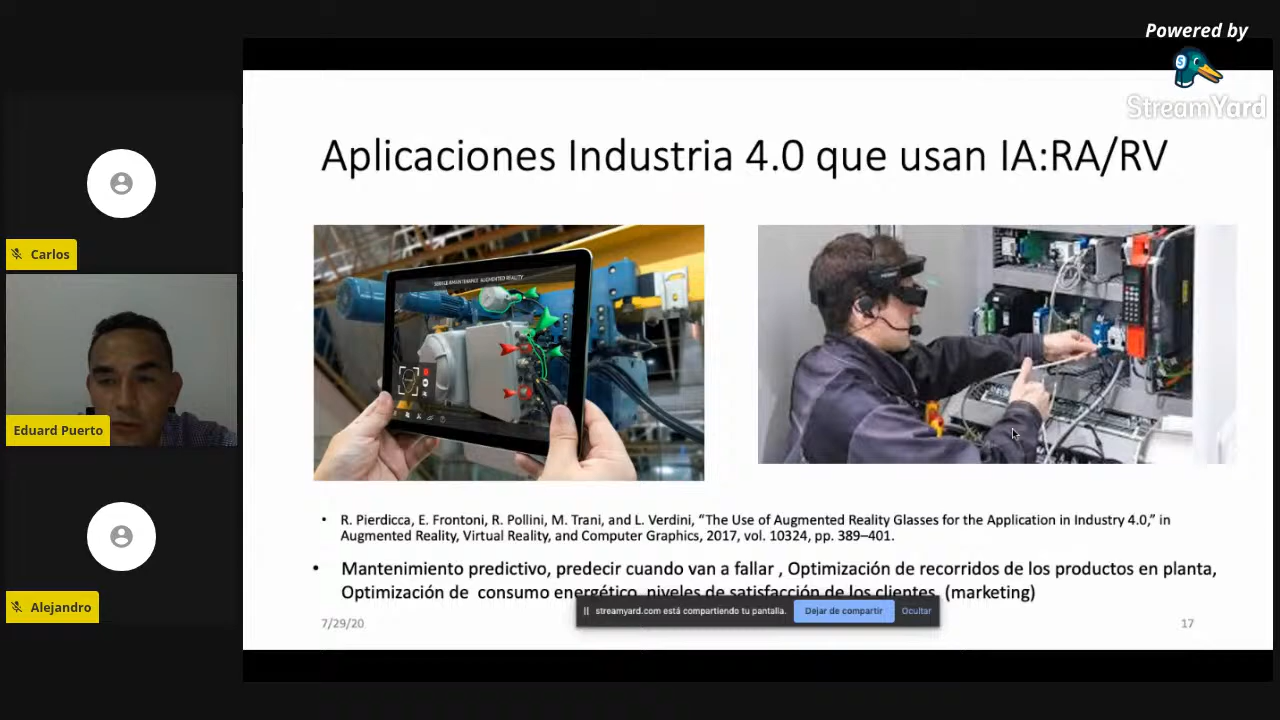 Powered by
StreamYard
Aplicaciones Industria 4.0 que usan IA:RA/RV
Carlos
Eduard Puerto
Alejandro
• R. Pierdicca, E. Frontoni, R. Pollini, M. Trani, and L. Verdini, “The Use of Augmented Reality Glasses for the Application in Industry 4.0,” in
Augmented Reality, Virtual Reality, and Computer Graphics, 2017, vol. 10324, pp. 389–401.
• Mantenimiento predictivo, predecir cuando van a fallar , Optimización de recorridos de los productos en planta,
Optimización de consumo energético, niveles de satisfacción de los clientes (marketing)
streamyard.com está compartiendo tu pantalla. Dejar de compartir Ocultar
7/29/20
17